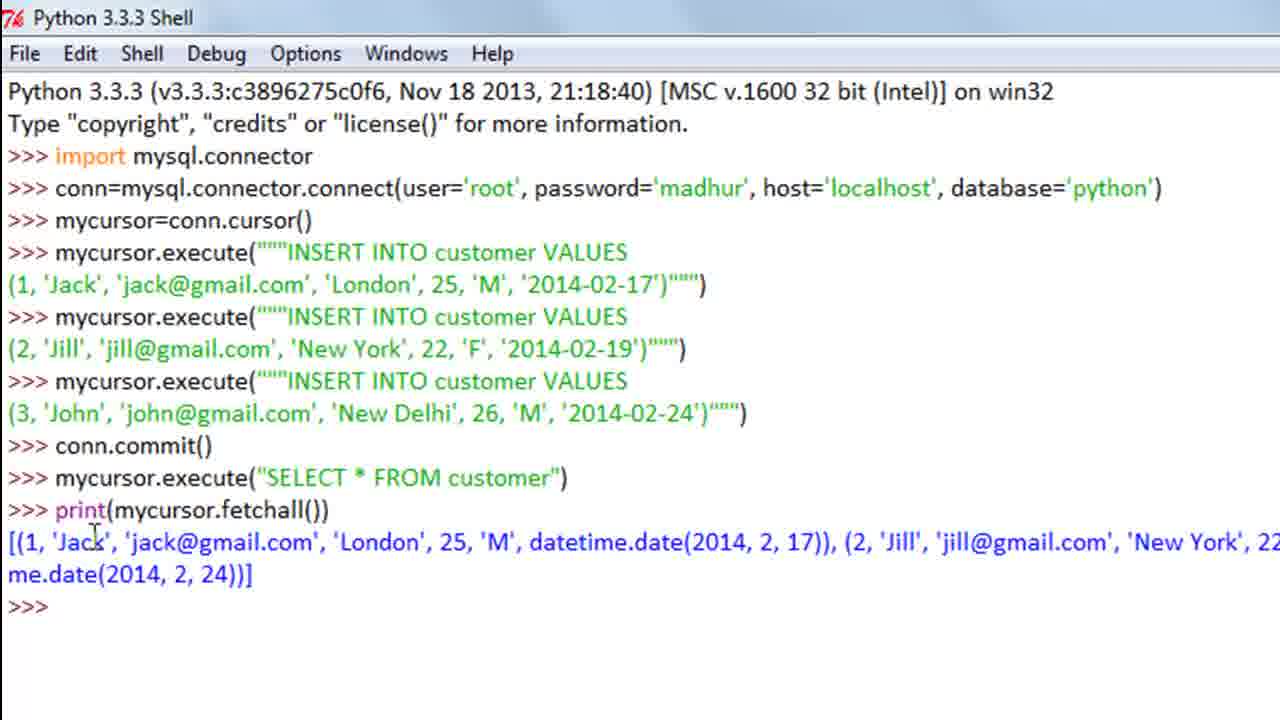 Python 3.3.3 Shell
File Edit Shell Debug Options Windows Help
Python 3.3.3 (v3.3.3:c3896275c0f6, Nov 18 2013, 21:18:40) [MSC v.1600 32 bit (Intel)] on win32
Type "copyright", "credits" or "license()" for more information.
>>> import mysql.connector
>>> conn=mysql.connector.connect(user='root', password='madhur', host='localhost', database='python')
>>> mycursor=conn.cursor()
>>> mycursor.execute("""INSERT INTO customer VALUES
(1, 'Jack', 'jack@gmail.com', 'London', 25, 'M', '2014-02-17')""")
>>> mycursor.execute("""INSERT INTO customer VALUES
(2, 'Jill', 'jill@gmail.com', 'New York', 22, 'F', '2014-02-19')""")
>>> mycursor.execute("""INSERT INTO customer VALUES
(3, 'John', 'john@gmail.com', 'New Delhi', 26, 'M', '2014-02-24')""")
>>> conn.commit()
>>> mycursor.execute("SELECT * FROM customer")
>>> print(mycursor.fetchall())
[(1, 'Jack', 'jack@gmail.com', 'London', 25, 'M', datetime.date(2014, 2, 17)), (2, 'Jill', 'jill@gmail.com', 'New York', 22
me.date(2014, 2, 24))]
>>>